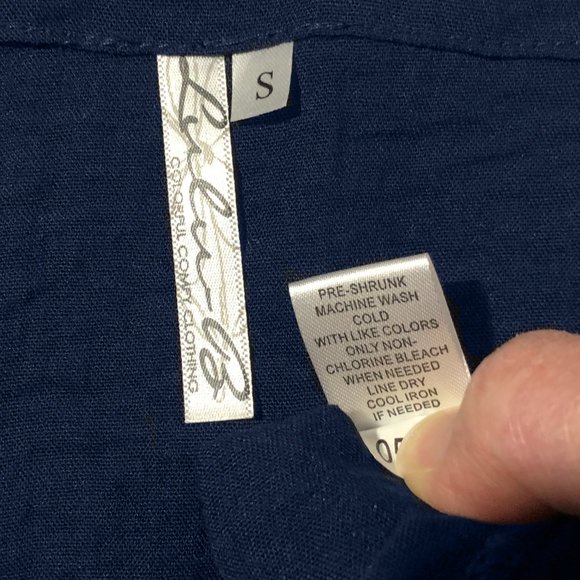 Lulu-B
COLORFUL COMFY CLOTHING
S
PRE-SHRUNK
MACHINE WASH
COLD
WITH LIKE COLORS
ONLY NON-
CHLORINE BLEACH
WHEN NEEDED
LINE DRY
COOL IRON
IF NEEDED